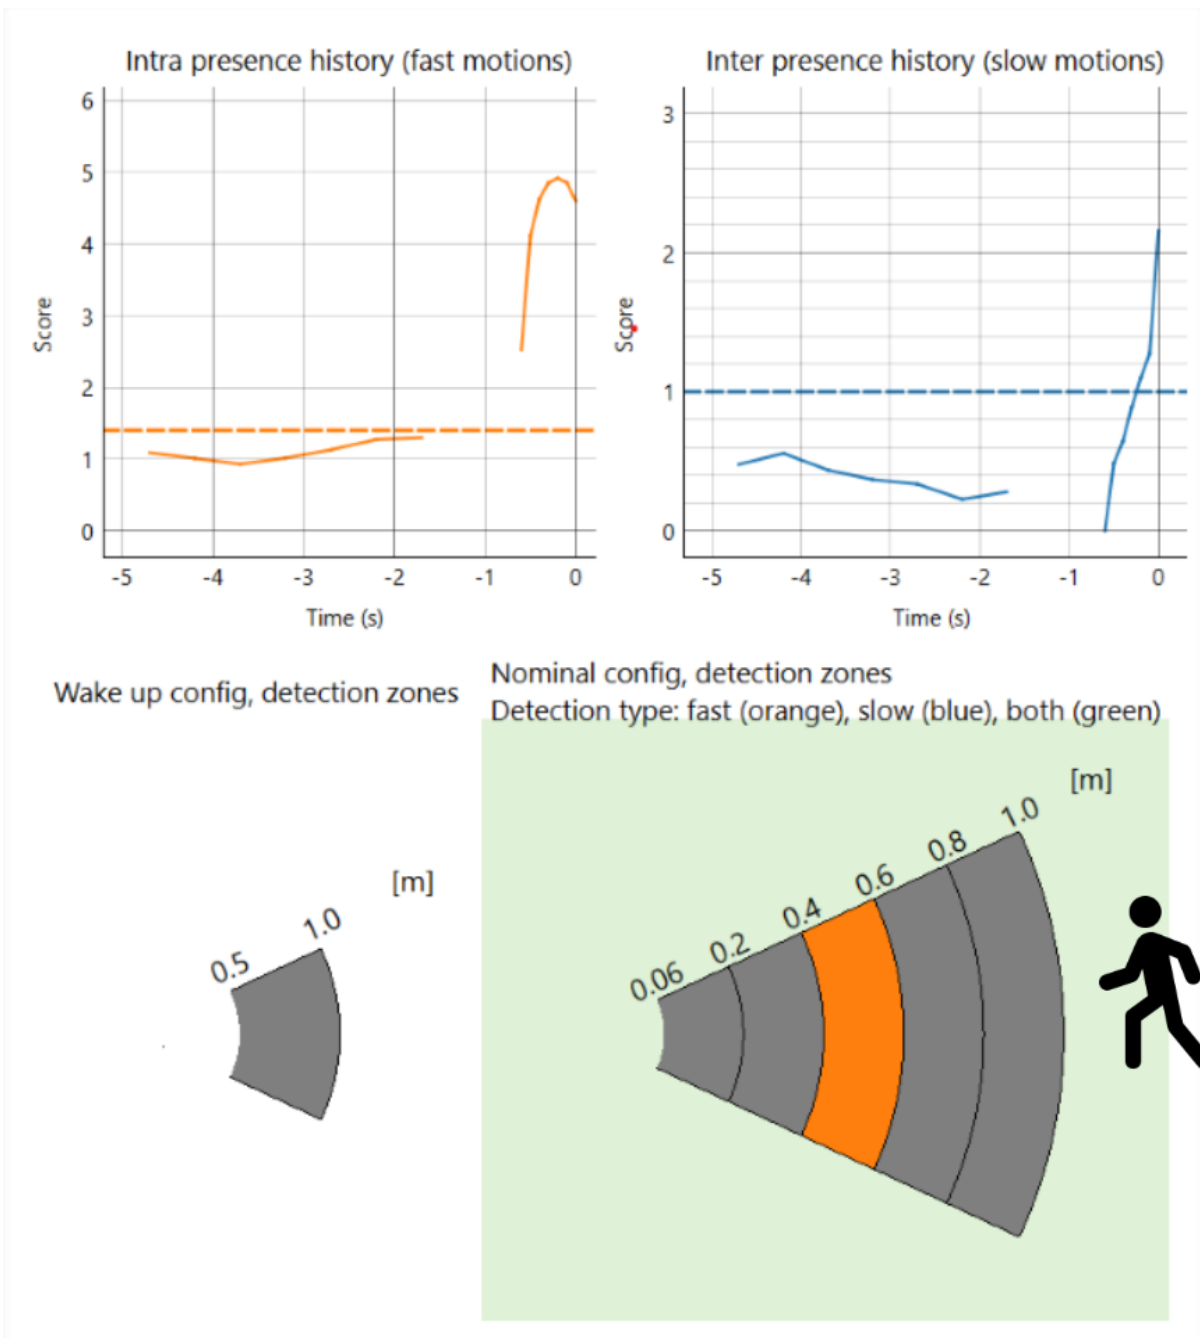 Intra presence history (fast motions)
6
5
4
3
2
1
0
Score
-5 -4 -3 -2 -1 0
Time (s)
Inter presence history (slow motions)
3
2
1
0
Score
-5 -4 -3 -2 -1 0
Time (s)
Wake up config, detection zones
[m]
0.5 1.0
Nominal config, detection zones
Detection type: fast (orange), slow (blue), both (green)
[m]
0.06 0.2 0.4 0.6 0.8 1.0